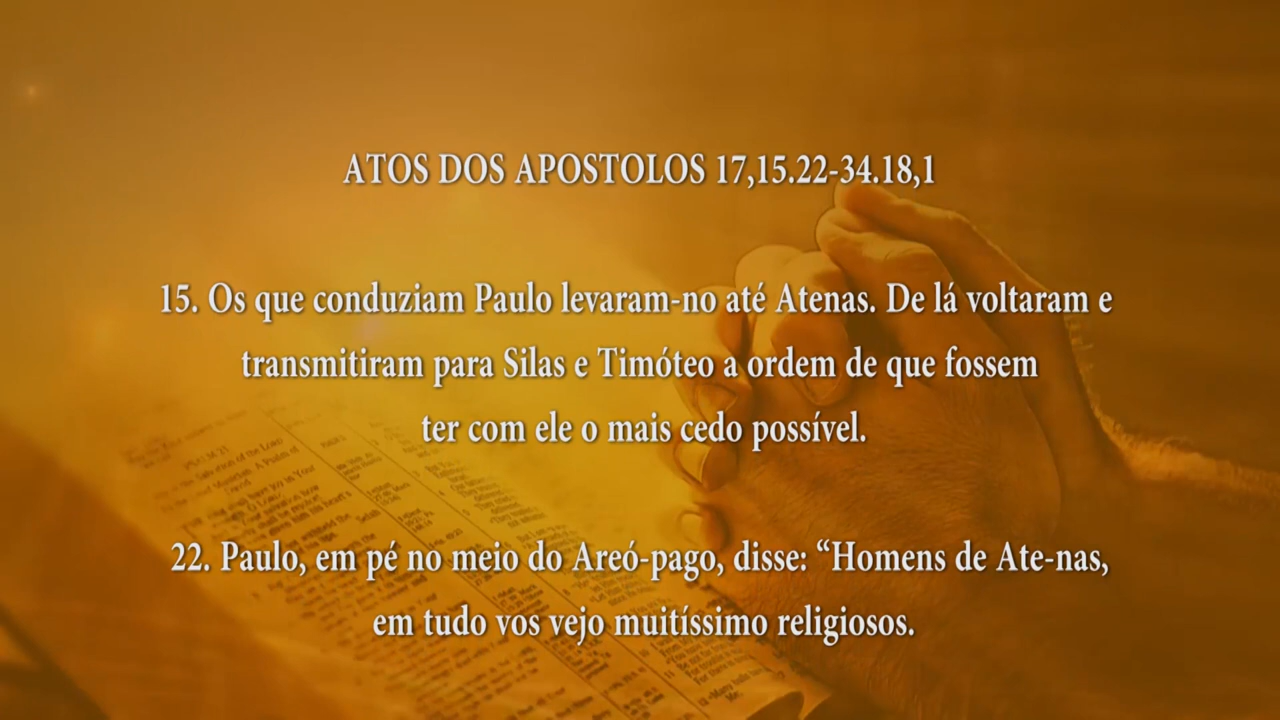 ATOS DOS APOSTOLOS 17,15.22-34.18,1
15. Os que conduziam Paulo levaram-no até Atenas. De lá voltaram e
transmitiram para Silas e Timóteo a ordem de que fossem
ter com ele o mais cedo possível.
22. Paulo, em pé no meio do Areó-pago, disse: “Homens de Ate-nas,
em tudo vos vejo muitíssimo religiosos.